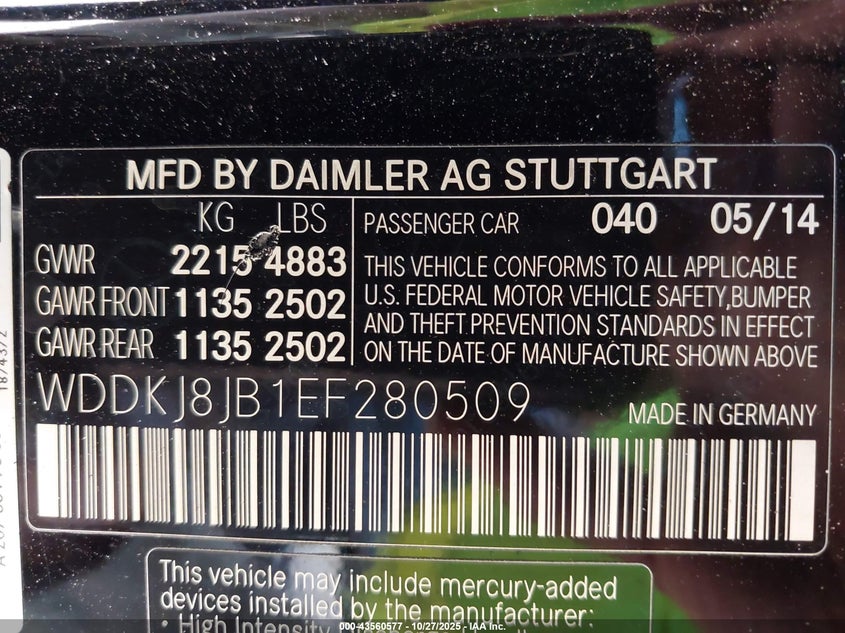 MFD BY DAIMLER AG STUTTGART
KG LBS
GVWR 2215 4883
GAWR FRONT 1135 2502
GAWR REAR 1135 2502
PASSENGER CAR 040 05/14
THIS VEHICLE CONFORMS TO ALL APPLICABLE
U.S. FEDERAL MOTOR VEHICLE SAFETY,BUMPER
AND THEFT PREVENTION STANDARDS IN EFFECT
ON THE DATE OF MANUFACTURE SHOWN ABOVE
WDDKJ8JB1EF280509
MADE IN GERMANY
This vehicle may include mercury-added
devices installed by the manufacturer:
• High Intensity
000-43560577 - 10/27/2025 - IAA Inc.